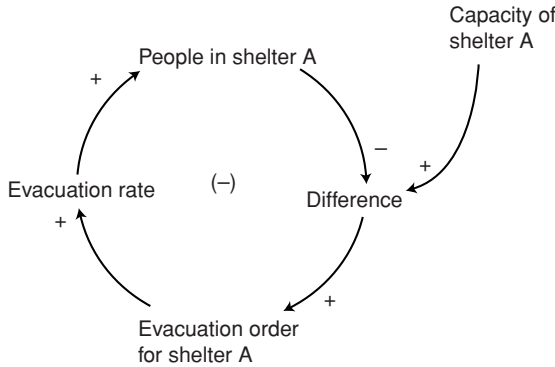 Capacity of
shelter A
People in shelter A
+
–
+
Evacuation rate
(–)
Difference
+
+
Evacuation order
for shelter A